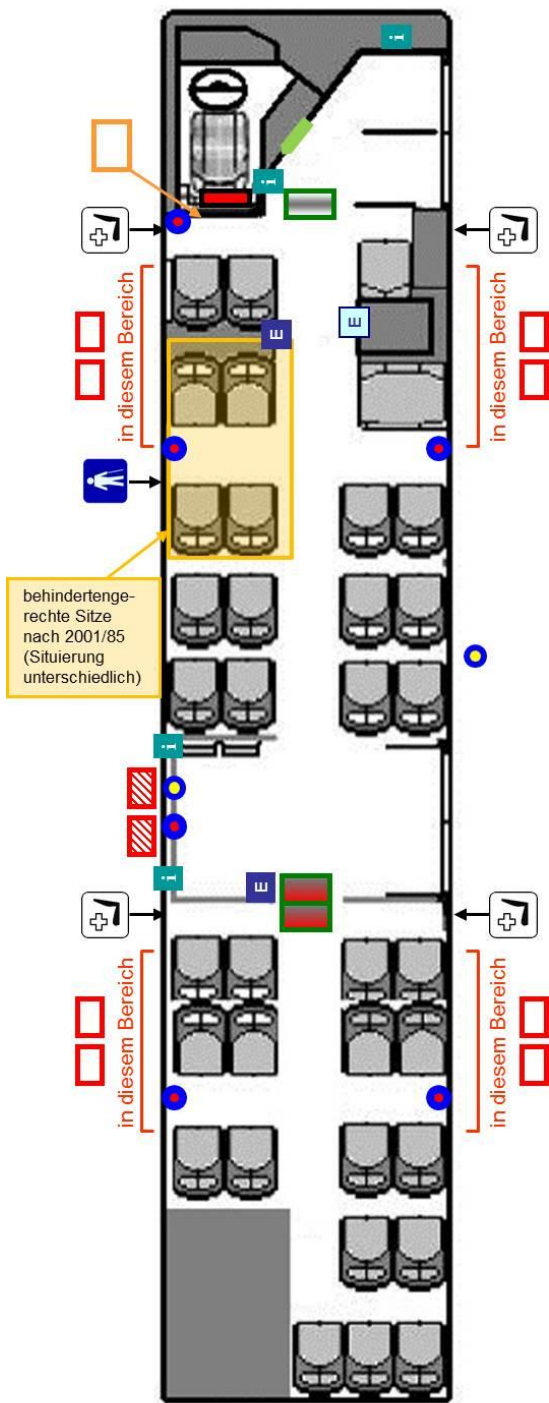 i
i
in diesem Bereich
in diesem Bereich
E
E
behindertenge-
rechte Sitze
nach 2001/85
(Situierung
unterschiedlich)
i
i
E
in diesem Bereich
in diesem Bereich